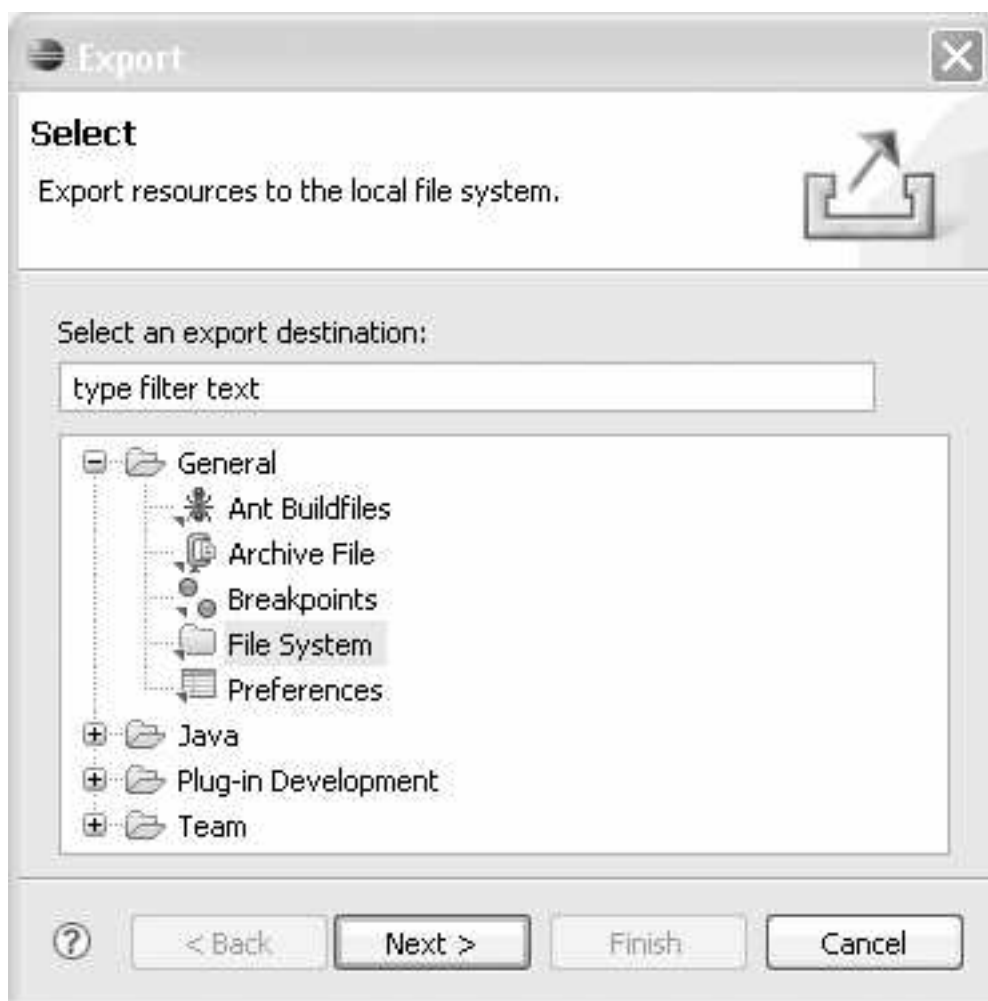 Export
Select
Export resources to the local file system.
Select an export destination:
type filter text
General
Ant Buildfiles
Archive File
Breakpoints
File System
Preferences
Java
Plug-in Development
Team
? < Back Next > Finish Cancel